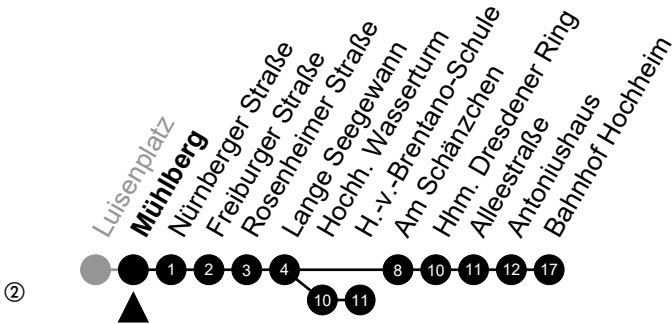 Luisenplatz
Mühlberg
Nürnberger Straße
Freiburger Straße
Rosenheimer Straße
Lange Seegewann
Hochh. Wasserturm
H.-v.-Brentano-Schule
Am Schänzchen
Hhm. Dresdener Ring
Alleestraße
Antoniushaus
Bahnhof Hochheim
② 1 2 3 4 8 10 11 12 17
10 11